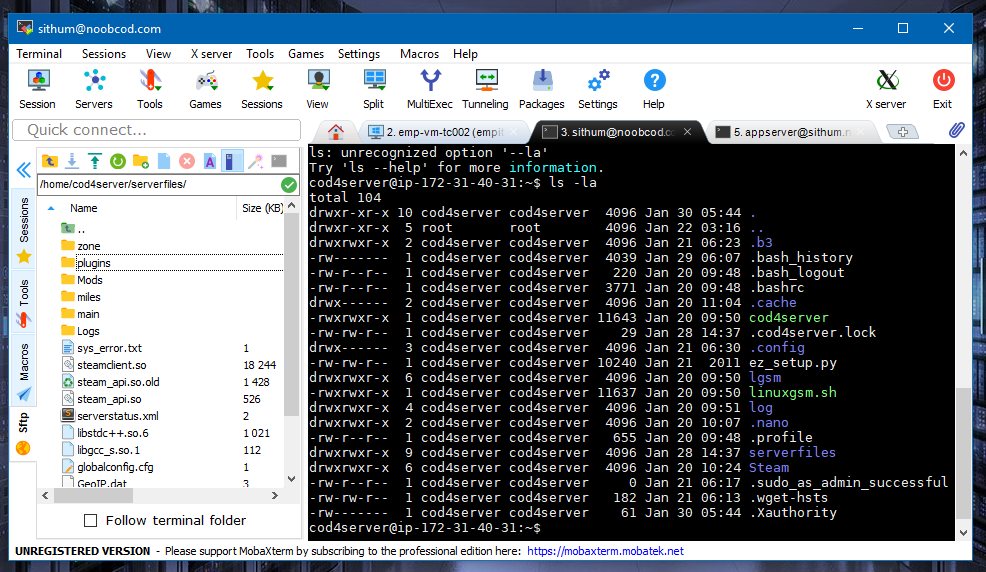 sithum@noobcod.com
Terminal Sessions View X server Tools Games Settings Macros Help
Session Servers Tools Games Sessions View Split MultiExec Tunneling Packages Settings Help X server Exit
Quick connect...
2. emp-vm-tc002 (empit
3. sithum@noobcod.co
5. appserver@sithum.n
/home/cod4server/serverfiles/
Name Size (KB)
..
zone
plugins
Mods
miles
main
Logs
sys_error.txt 1
steamclient.so 18 244
steam_api.so.old 1 428
steam_api.so 526
serverstatus.xml 2
libstdc++.so.6 1 021
libgcc_s.so.1 112
globalconfig.cfg 1
GeoIP.dat 3
Follow terminal folder
Sessions
Tools
Macros
Sftp
ls: unrecognized option '--la'
Try 'ls --help' for more information.
cod4server@ip-172-31-40-31:~$ ls -la
total 104
drwxr-xr-x 10 cod4server cod4server 4096 Jan 30 05:44 .
drwxr-xr-x 5 root root 4096 Jan 22 03:16 ..
drwxrwxr-x 2 cod4server cod4server 4096 Jan 21 06:23 .b3
-rw------- 1 cod4server cod4server 4039 Jan 29 06:07 .bash_history
-rw-r--r-- 1 cod4server cod4server 220 Jan 20 09:48 .bash_logout
-rw-r--r-- 1 cod4server cod4server 3771 Jan 20 09:48 .bashrc
drwx------ 2 cod4server cod4server 4096 Jan 20 11:04 .cache
-rwxrwxr-x 1 cod4server cod4server 11643 Jan 20 09:50 cod4server
-rw-rw-r-- 1 cod4server cod4server 29 Jan 28 14:37 .cod4server.lock
drwx------ 3 cod4server cod4server 4096 Jan 21 06:30 .config
-rw-rw-r-- 1 cod4server cod4server 10240 Jan 21 2011 ez_setup.py
drwxrwxr-x 6 cod4server cod4server 4096 Jan 20 09:50 lgsm
-rwxrwxr-x 1 cod4server cod4server 11637 Jan 20 09:50 linuxgsm.sh
drwxrwxr-x 4 cod4server cod4server 4096 Jan 20 09:51 log
drwxrwxr-x 2 cod4server cod4server 4096 Jan 20 10:07 .nano
-rw-r--r-- 1 cod4server cod4server 655 Jan 20 09:48 .profile
drwxrwxr-x 9 cod4server cod4server 4096 Jan 28 14:37 serverfiles
drwxrwxr-x 6 cod4server cod4server 4096 Jan 20 10:24 Steam
-rw-r--r-- 1 cod4server cod4server 0 Jan 21 06:17 .sudo_as_admin_successful
-rw-rw-r-- 1 cod4server cod4server 182 Jan 21 06:13 .wget-hsts
-rw------- 1 cod4server cod4server 61 Jan 30 05:44 .Xauthority
cod4server@ip-172-31-40-31:~$
UNREGISTERED VERSION - Please support MobaXterm by subscribing to the professional edition here: https://mobaxterm.mobatek.net